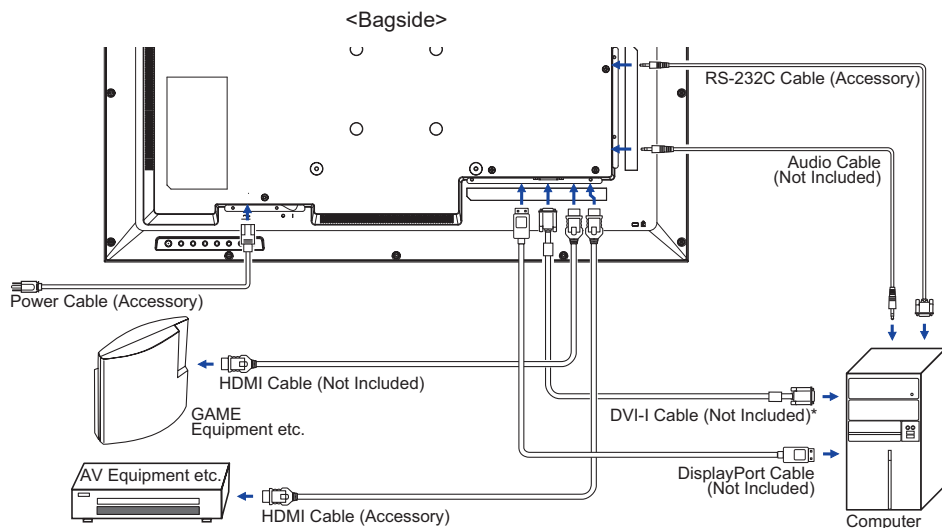 <Bagside>
RS-232C Cable (Accessory)
Audio Cable
(Not Included)
Power Cable (Accessory)
HDMI Cable (Not Included)
GAME
Equipment etc.
DVI-I Cable (Not Included)*
AV Equipment etc.
DisplayPort Cable
(Not Included)
HDMI Cable (Accessory)
Computer